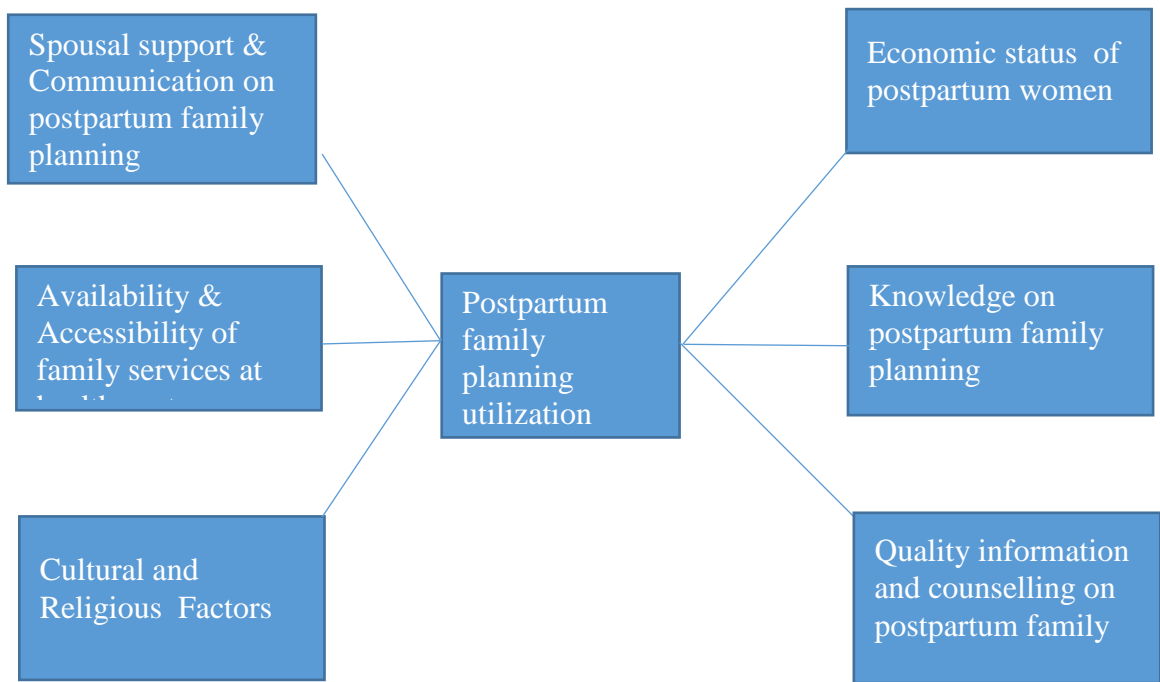 Spousal support &
Communication on
postpartum family
planning
Availability &
Accessibility of
family services at
Cultural and
Religious Factors
Postpartum
family
planning
utilization
Economic status of
postpartum women
Knowledge on
postpartum family
planning
Quality information
and counselling on
postpartum family